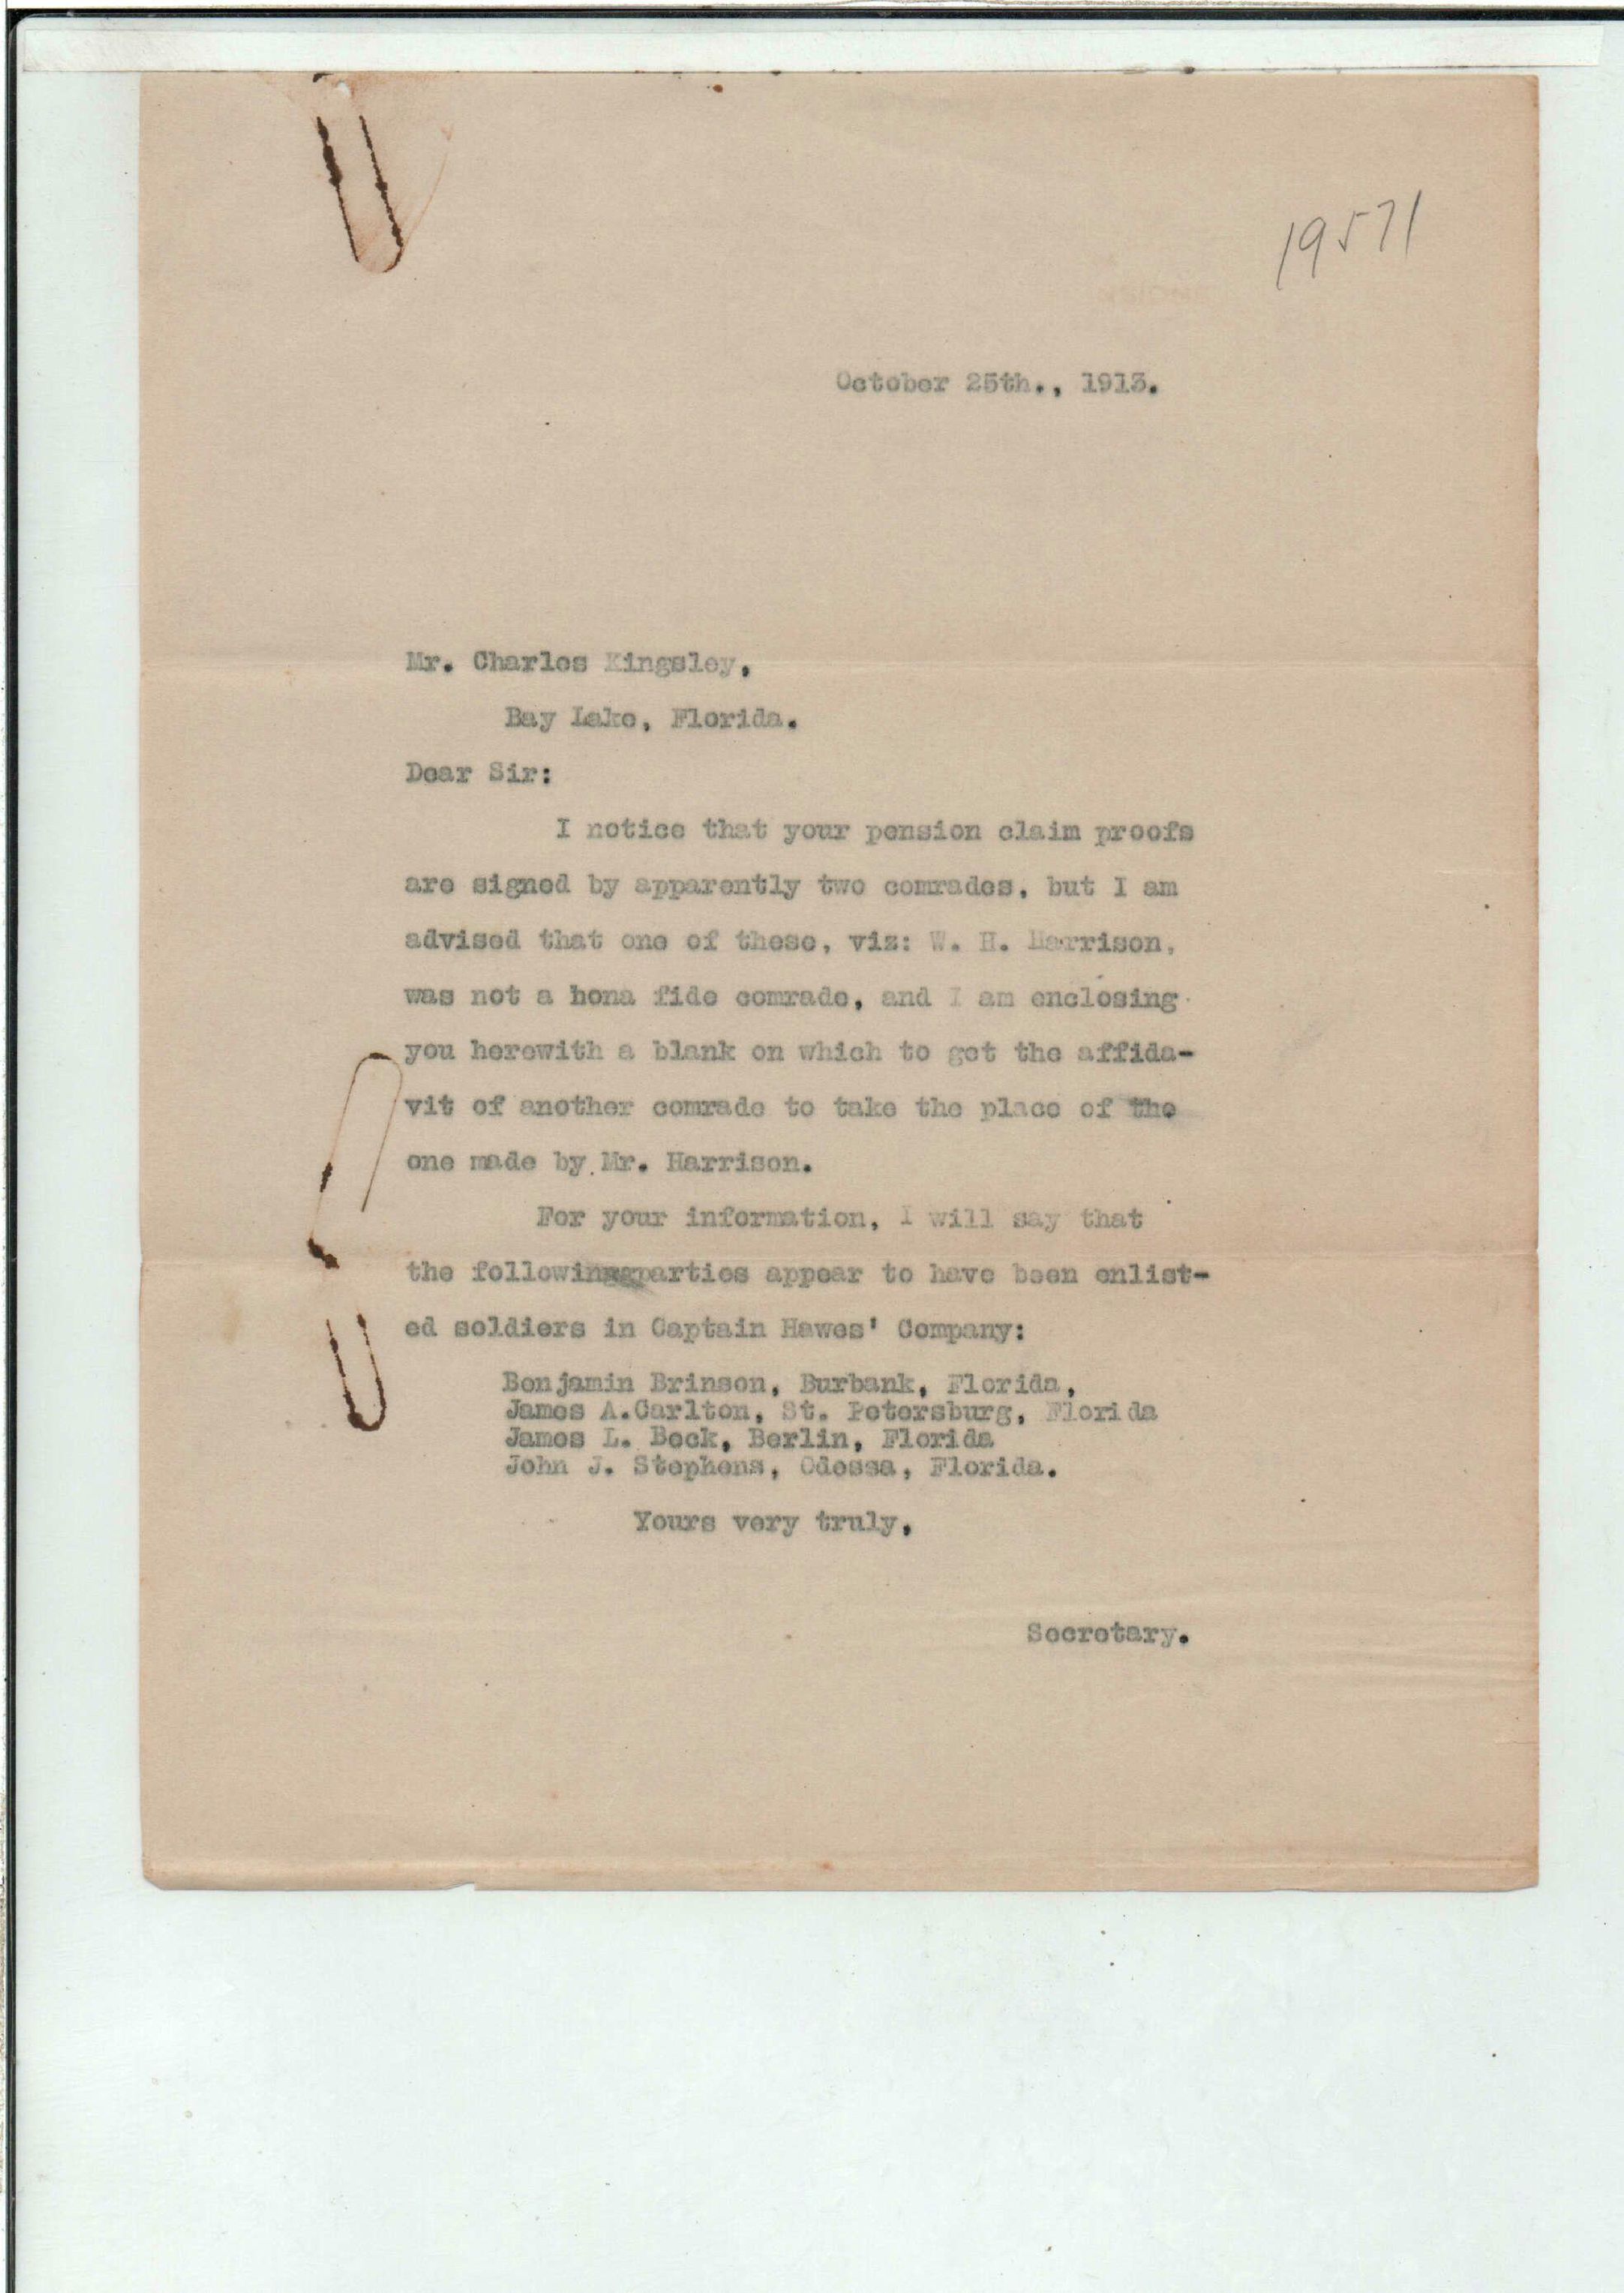 19571
October 25th., 1913.
Mr. Charles Kingsley,
Bay Lake, Florida.
Dear Sir:
I notice that your pension claim proofs
are signed by apparently two comrades, but I am
advised that one of these, viz: W. H. Harrison,
was not a hona fide comrade, and I am enclosing
you herewith a blank on which to get the affida-
vit of another comrade to take the place of the
one made by Mr. Harrison.
For your information, I will say that
the following parties appear to have been enlist-
ed soldiers in Captain Hawes' Company:
Benjamin Brinson, Burbank, Florida,
James A.Carlton, St. Petersburg, Florida
James L. Beck, Berlin, Florida
John J. Stephens, Odessa, Florida.
Yours very truly,
Secretary.